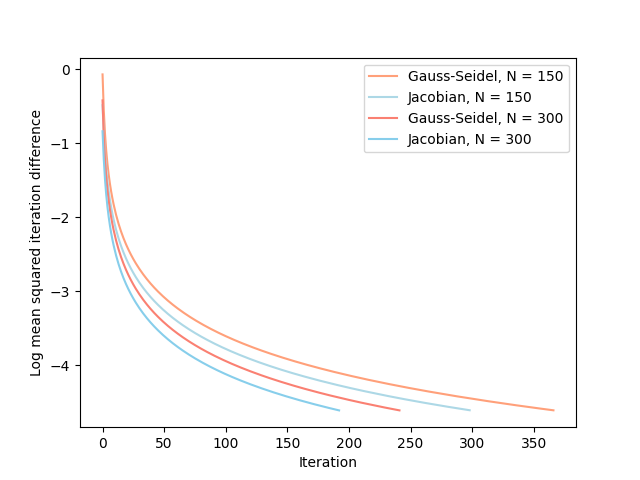 Gauss-Seidel, N = 150
Jacobian, N = 150
Gauss-Seidel, N = 300
Jacobian, N = 300
Log mean squared iteration difference
0
−1
−2
−3
−4
0 50 100 150 200 250 300 350
Iteration